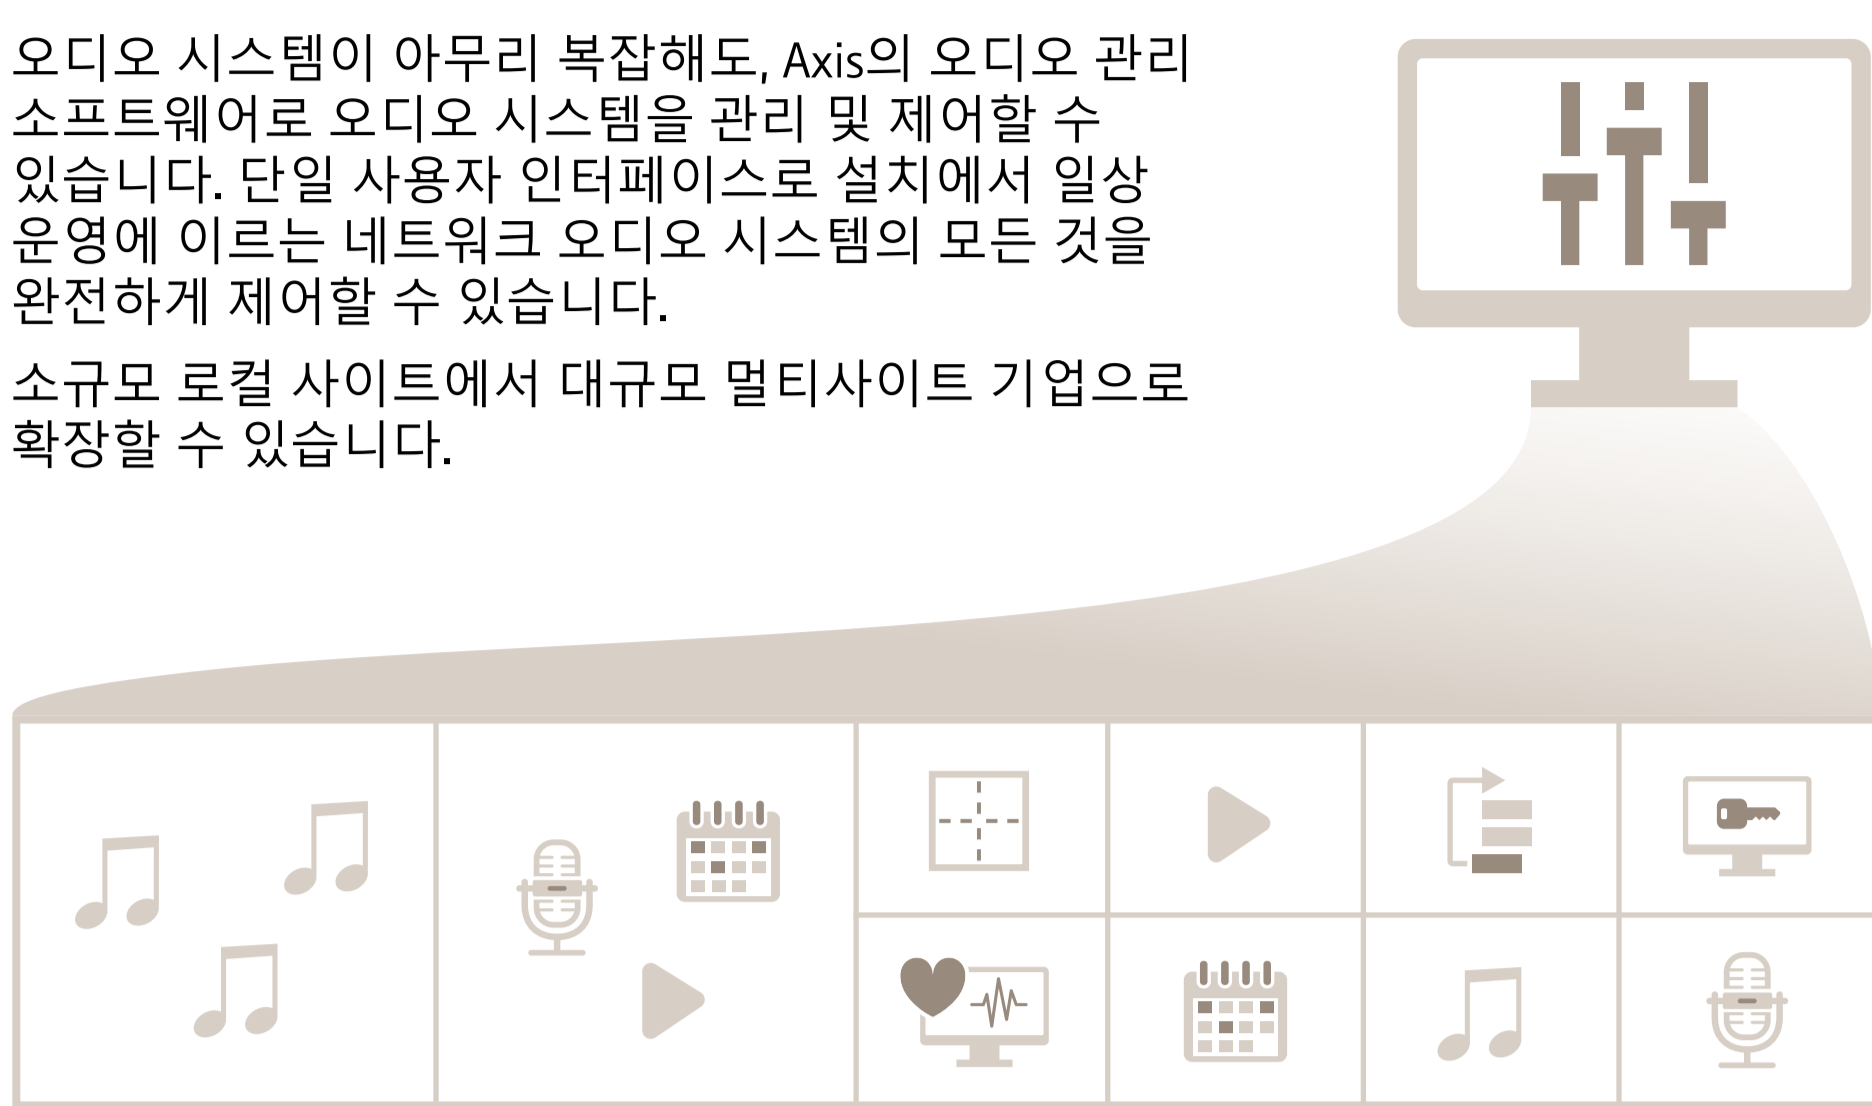 오디오 시스템이 아무리 복잡해도, Axis의 오디오 관리
소프트웨어로 오디오 시스템을 관리 및 제어할 수
있습니다. 단일 사용자 인터페이스로 설치에서 일상
운영에 이르는 네트워크 오디오 시스템의 모든 것을
완전하게 제어할 수 있습니다.
소규모 로컬 사이트에서 대규모 멀티사이트 기업으로
확장할 수 있습니다.